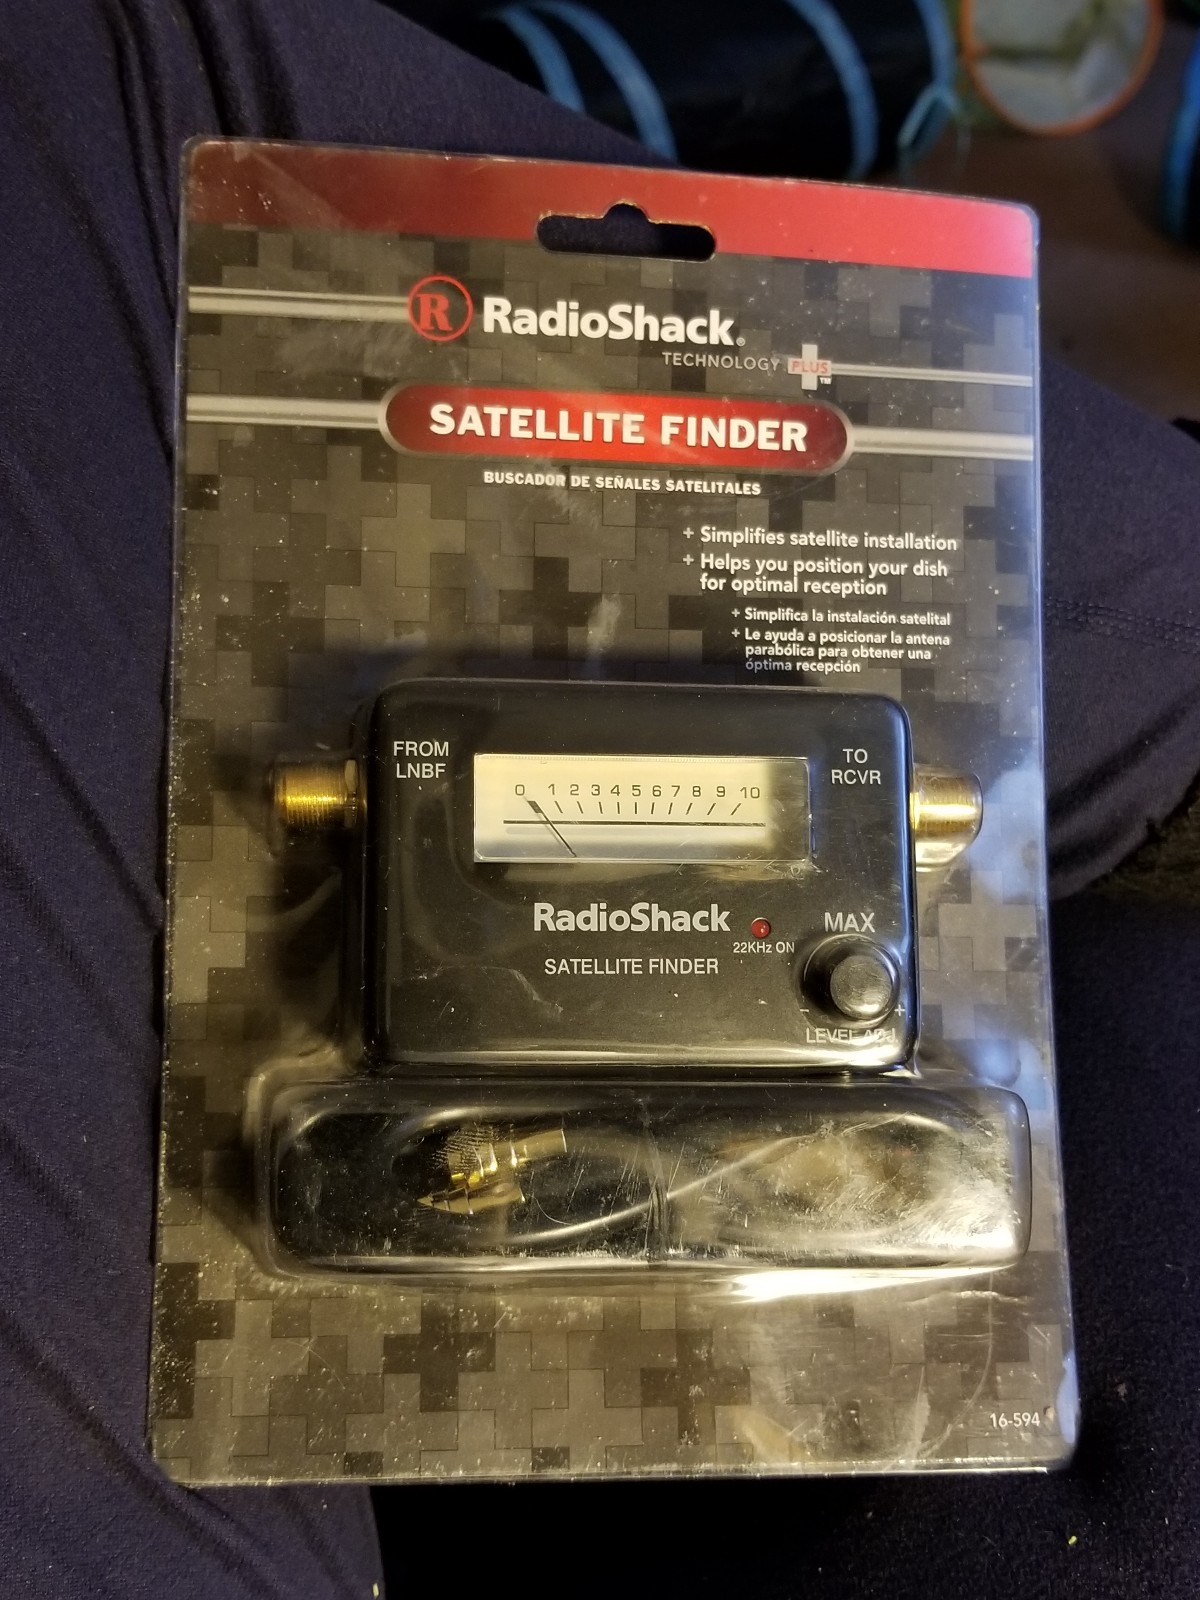 R RadioShack®
TECHNOLOGY PLUS™
SATELLITE FINDER
BUSCADOR DE SEÑALES SATELITALES
+ Simplifies satellite installation
+ Helps you position your dish
for optimal reception
+ Simplifica la instalación satelital
+ Le ayuda a posicionar la antena
parabólica para obtener una
óptima recepción
FROM
LNBF
0 1 2 3 4 5 6 7 8 9 10
TO
RCVR
RadioShack
22KHz ON
SATELLITE FINDER
MAX
- +
LEVEL ADJ
16-594